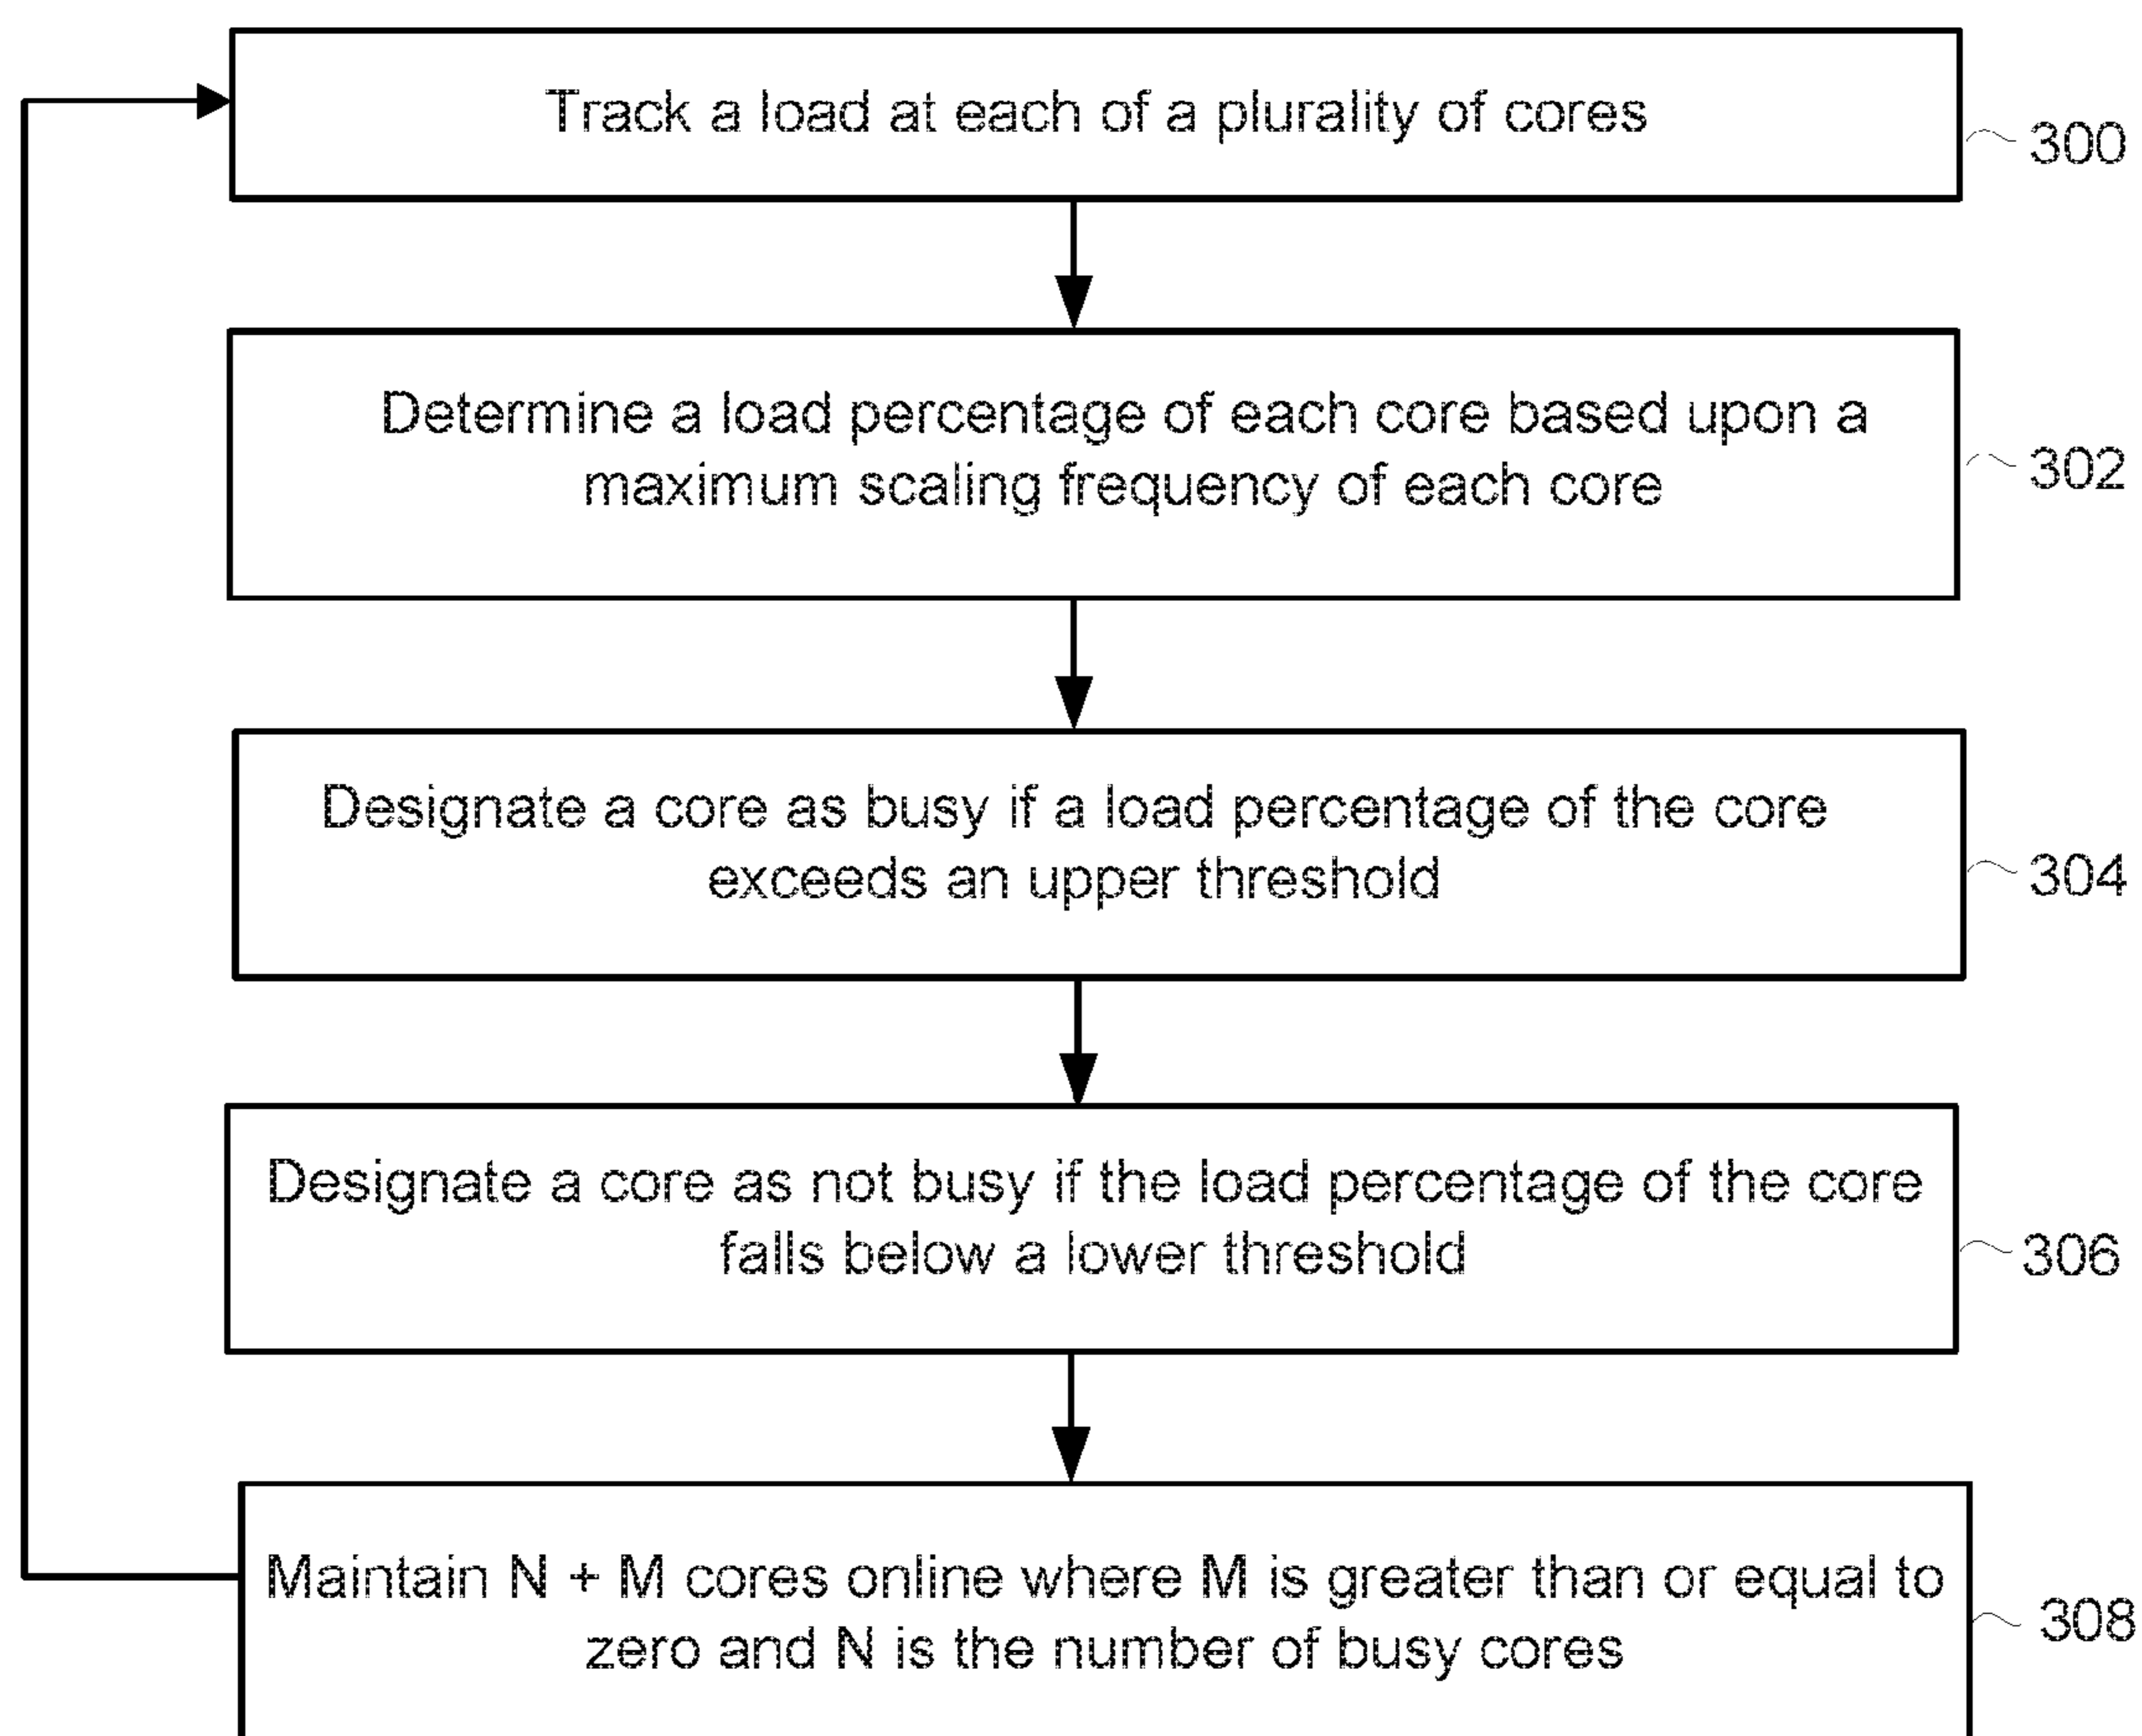 Track a load at each of a plurality of cores
300
Determine a load percentage of each core based upon a
maximum scaling frequency of each core
302
Designate a core as busy if a load percentage of the core
exceeds an upper threshold
304
Designate a core as not busy if the load percentage of the core
falls below a lower threshold
306
Maintain N + M cores online where M is greater than or equal to
zero and N is the number of busy cores
308